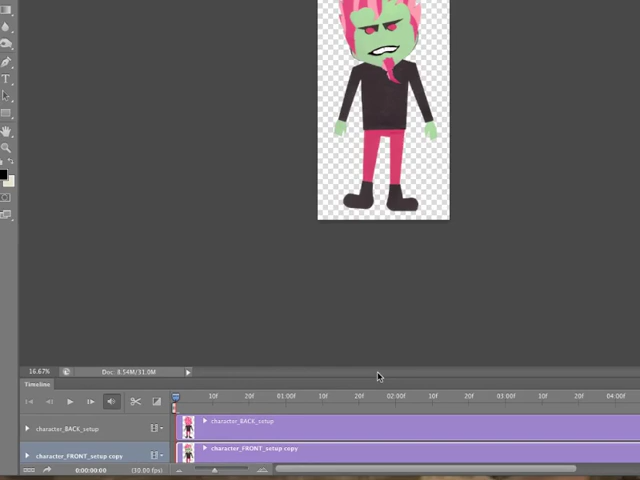 T
16.67%
Doc: 8.54M/31.0M
Timeline
10f 20f 01:00f 10f 20f 02:00f 10f 20f 03:00f 10f 20f 04:00f
character_BACK_setup
character_BACK_setup
character_FRONT_setup copy
character_FRONT_setup copy
0:00:00:00 (30.00 fps)